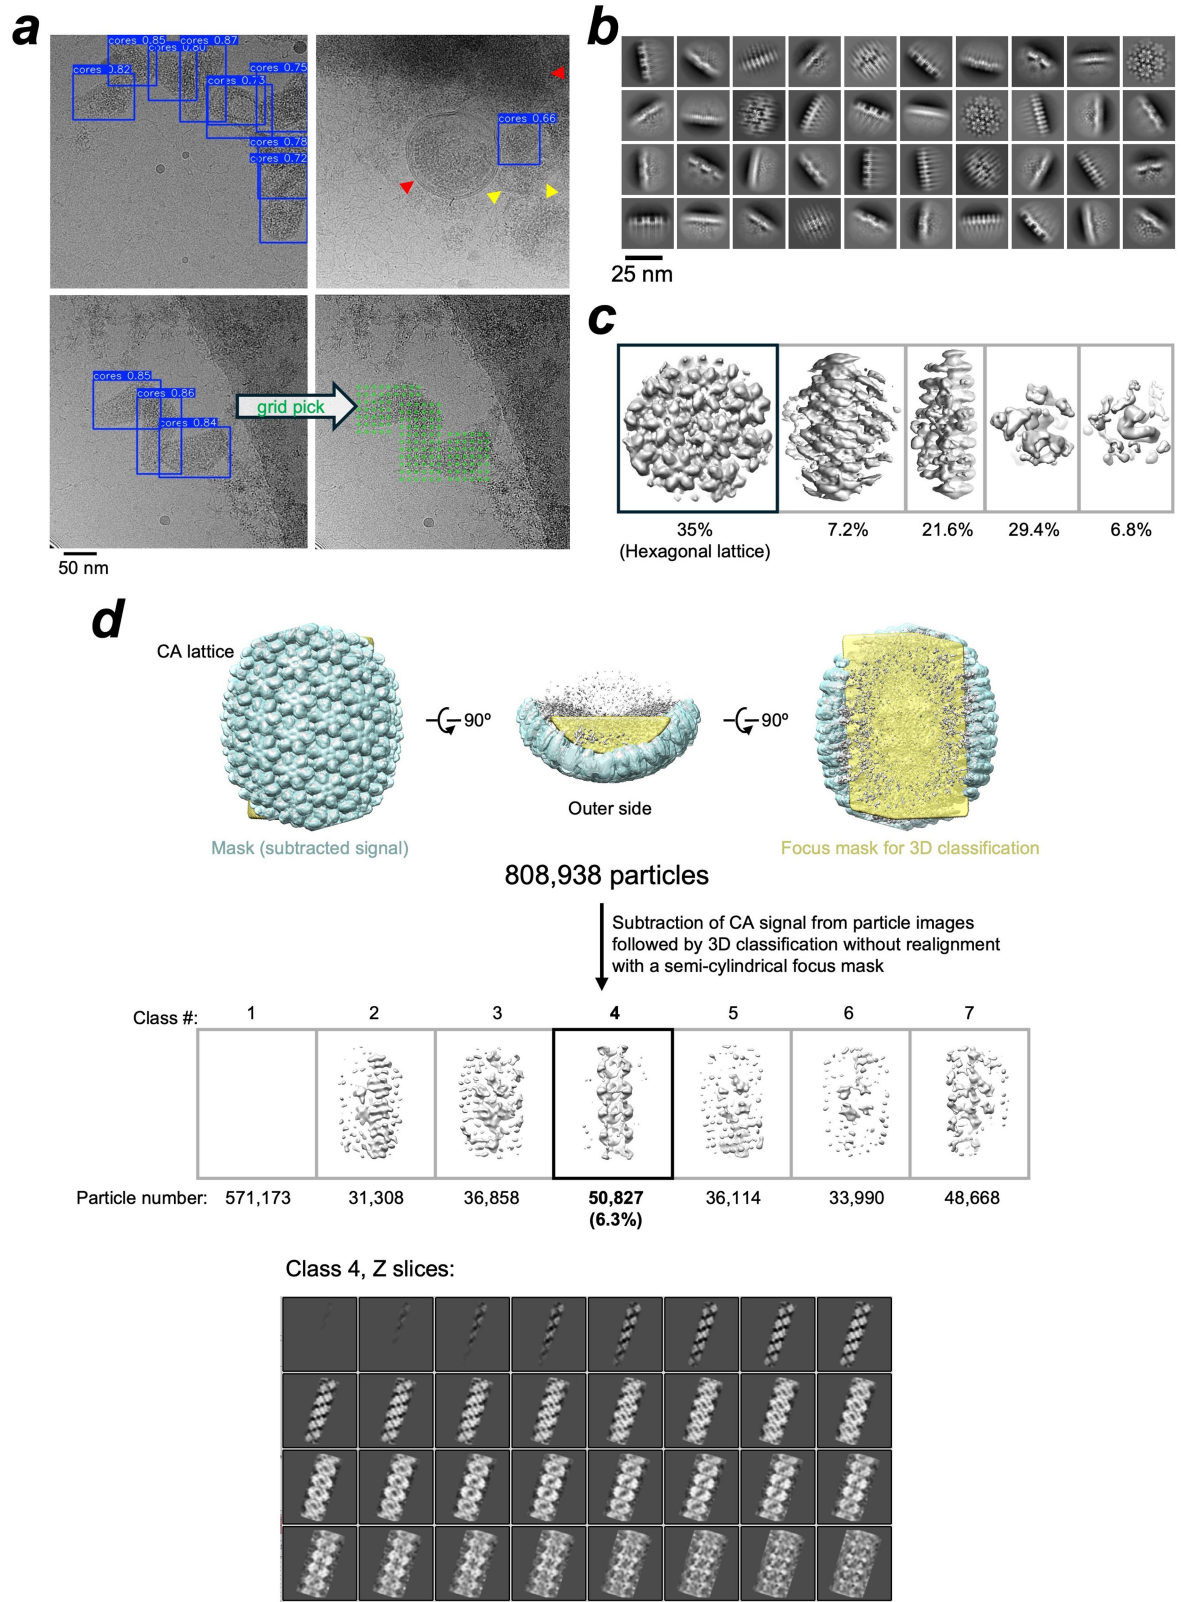 a
cores 0.85
cores 0.87
cores 0.80
cores 0.82
cores 0.75
cores 0.73
cores 0.78
cores 0.72
cores 0.66
cores 0.85
cores 0.86
cores 0.84
grid pick
50 nm
b
25 nm
c
35%
(Hexagonal lattice)
7.2%
21.6%
29.4%
6.8%
d
CA lattice
90º
90º
Outer side
Mask (subtracted signal)
Focus mask for 3D classification
808,938 particles
Subtraction of CA signal from particle images
followed by 3D classification without realignment
with a semi-cylindrical focus mask
Class #: 1 2 3 4 5 6 7
Particle number: 571,173 31,308 36,858 50,827 36,114 33,990 48,668
(6.3%)
Class 4, Z slices: